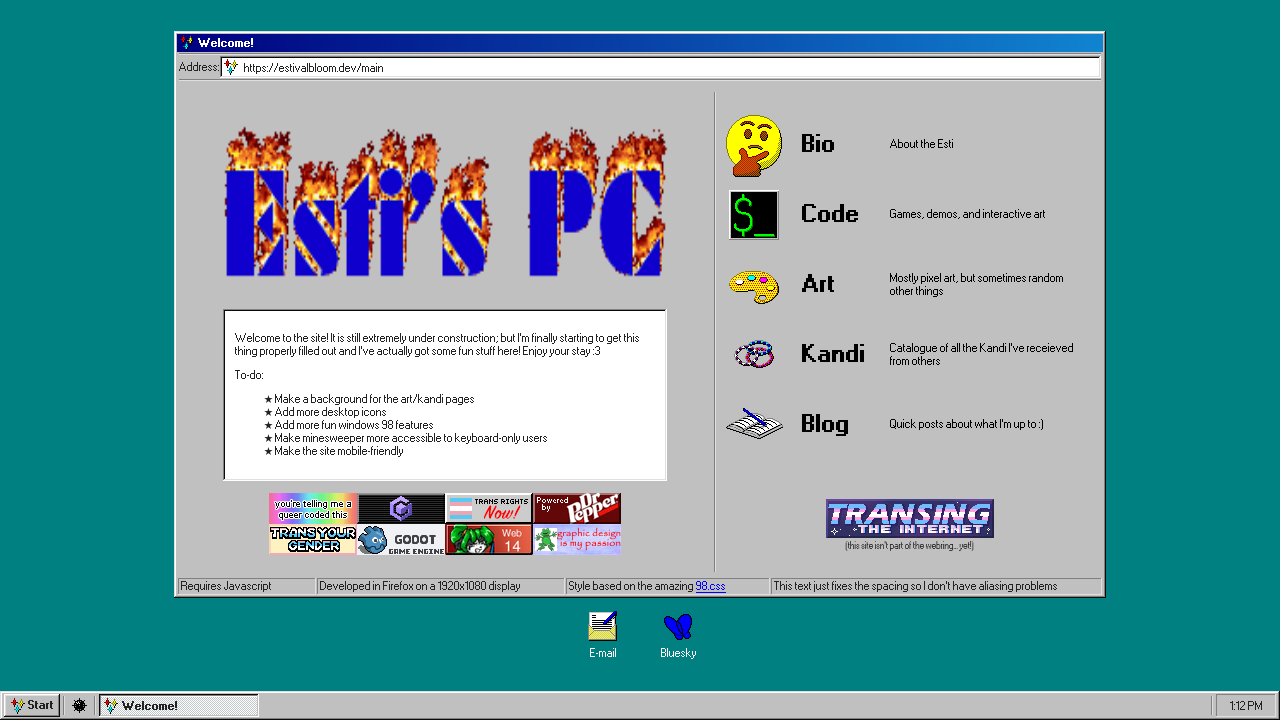 Welcome!
Address: https://estivalbloom.dev/main
Esti's PC
Welcome to the site! It is still extremely under construction, but I'm finally starting to get this
thing properly filled out and I've actually got some fun stuff here! Enjoy your stay :3
To-do:
★ Make a background for the art/kandi pages
★ Add more desktop icons
★ Add more fun windows 98 features
★ Make minesweeper more accessible to keyboard-only users
★ Make the site mobile-friendly
you're telling me a
queer coded this
TRANS RIGHTS
Now!
Powered
by
Dr
Pepper
TRANS YOUR
GENDER
GODOT
GAME ENGINE
Web
14
graphic design
is my passion
Bio
About the Esti
$_
Code
Games, demos, and interactive art
Art
Mostly pixel art, but sometimes random
other things
Kandi
Catalogue of all the Kandi I've receieved
from others
Blog
Quick posts about what I'm up to :)
TRANSING
THE INTERNET
(this site isn't part of the webring... yet!)
Requires Javascript
Developed in Firefox on a 1920x1080 display
Style based on the amazing 98.css
This text just fixes the spacing so I don't have aliasing problems
E-mail
Bluesky
Start
Welcome!
1:12 PM